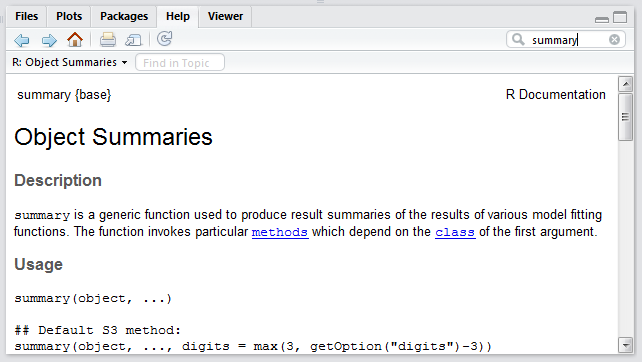 Files Plots Packages Help Viewer
summary
R: Object Summaries Find in Topic
summary {base} R Documentation
Object Summaries
Description
summary is a generic function used to produce result summaries of the results of various model fitting
functions. The function invokes particular methods which depend on the class of the first argument.
Usage
summary(object, ...)
## Default S3 method:
summary(object, ..., digits = max(3, getOption("digits")-3))